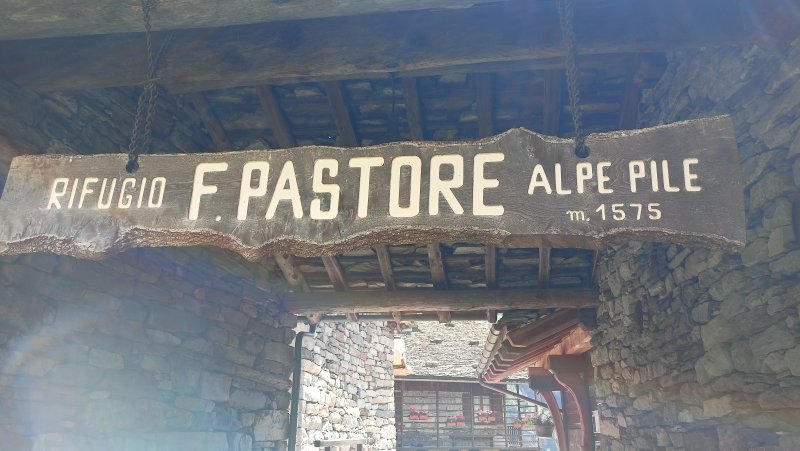 RIFUGIO F. PASTORE ALPE PILE
m. 1575